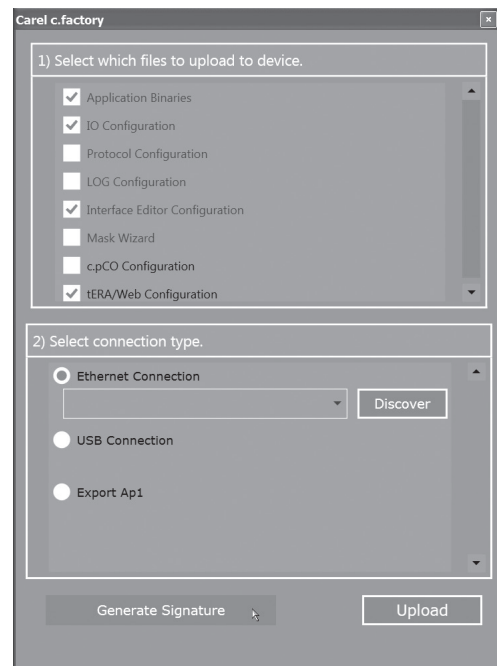 Carel c.factory
1) Select which files to upload to device.
Application Binaries
IO Configuration
Protocol Configuration
LOG Configuration
Interface Editor Configuration
Mask Wizard
c.pCO Configuration
tERA/Web Configuration
2) Select connection type.
Ethernet Connection
Discover
USB Connection
Export Ap1
Generate Signature
Upload